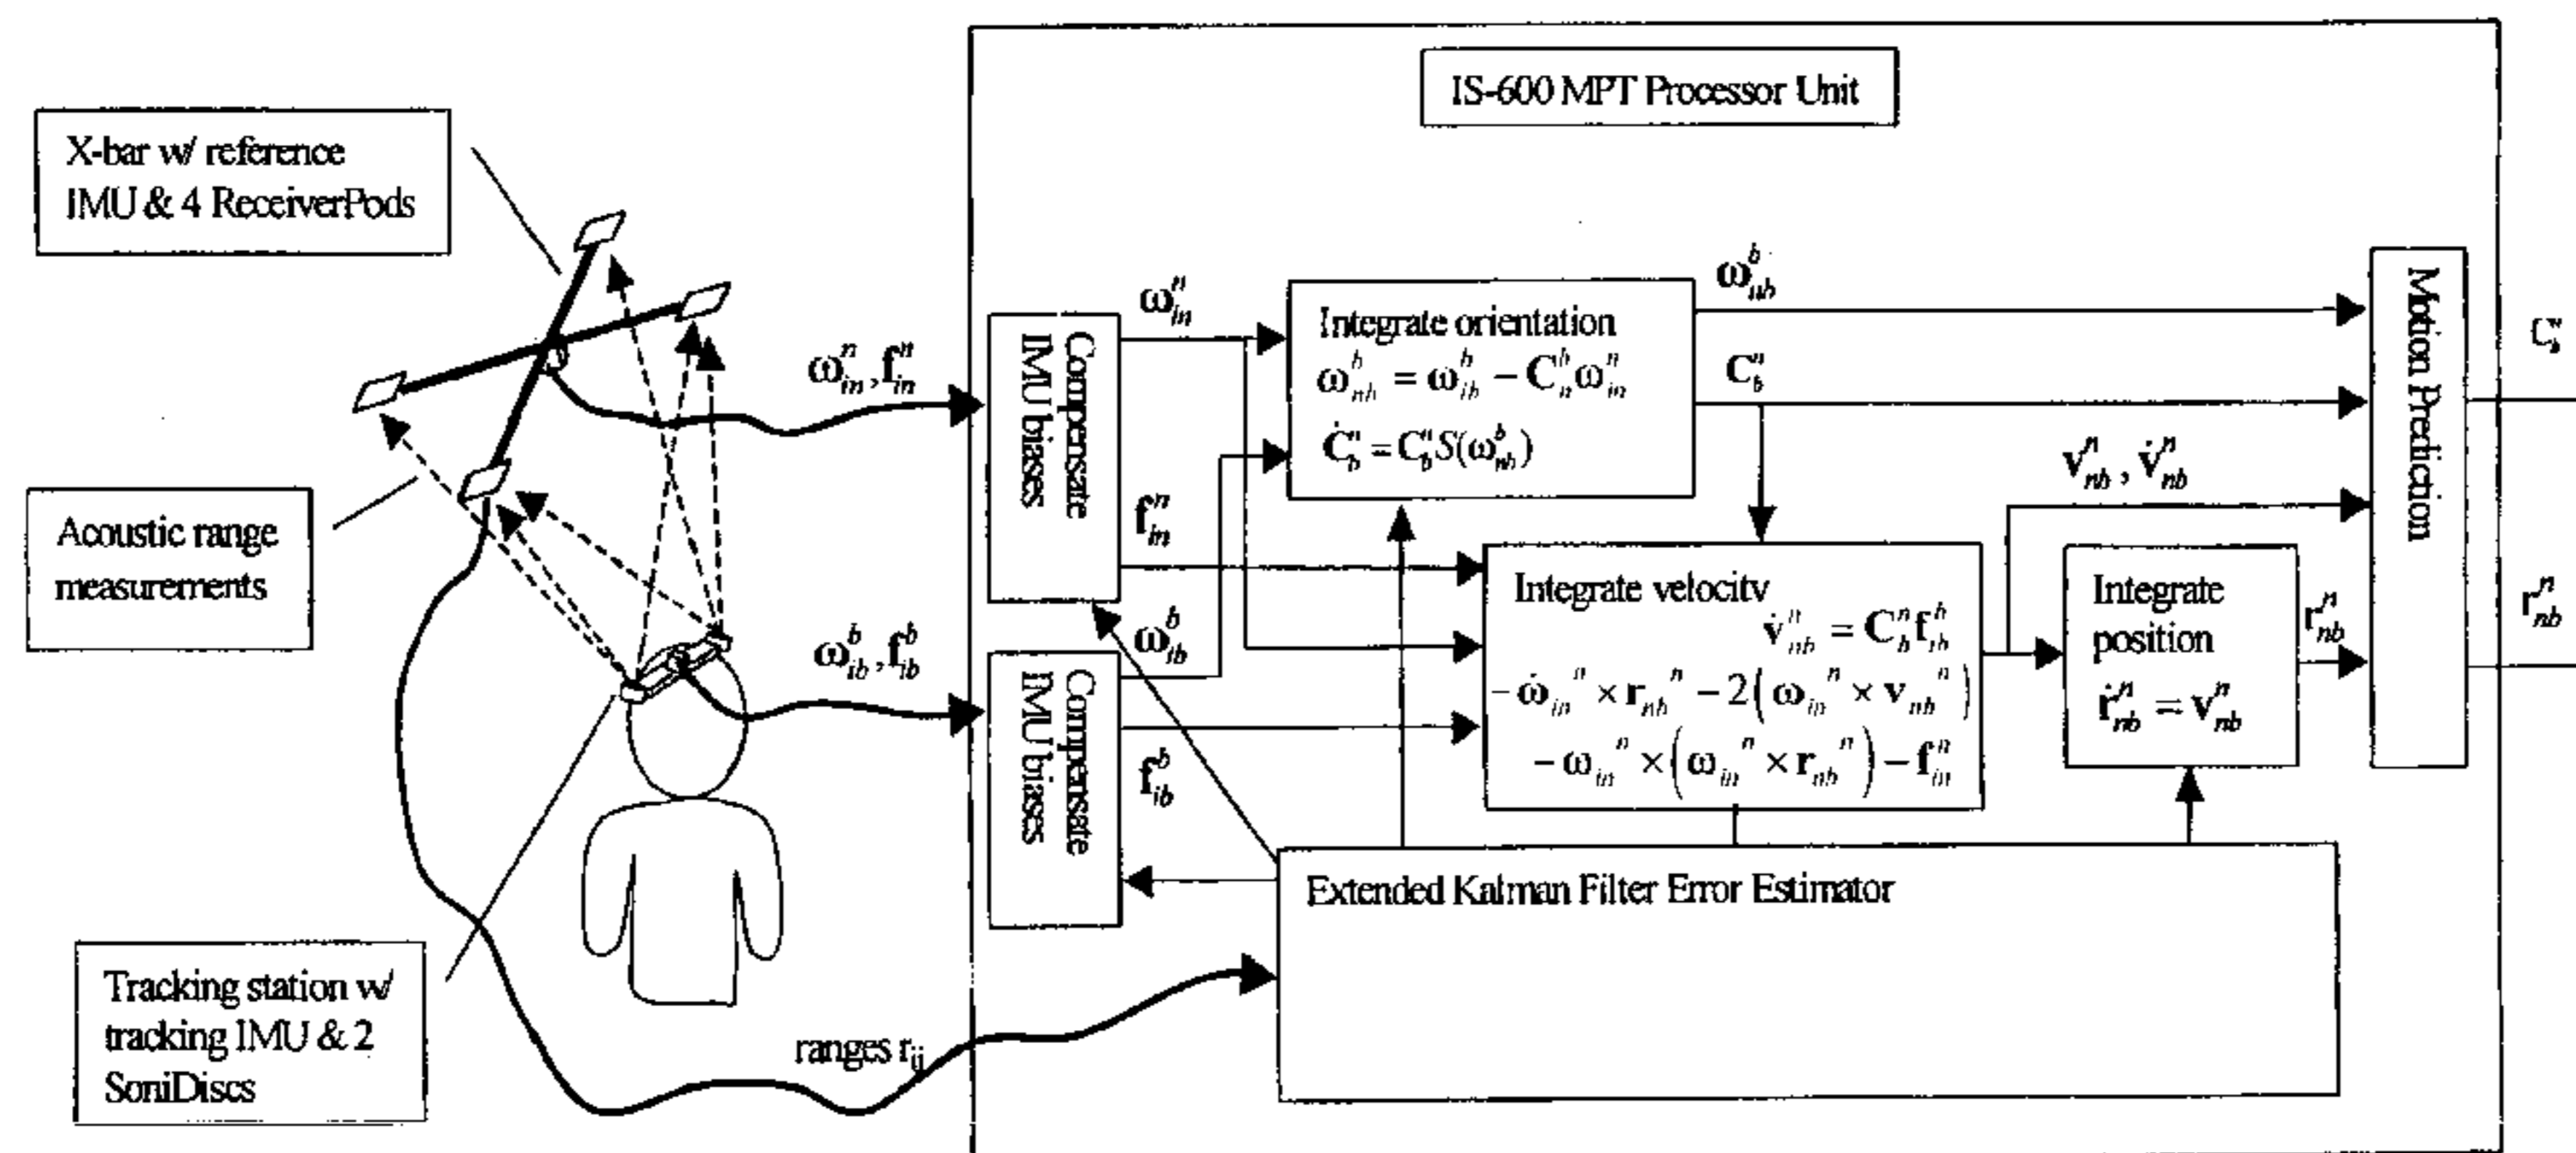 IS-600 MPT Processor Unit
X-bar w/ reference
IMU & 4 ReceiverPods
Acoustic range
measurements
Tracking station w/
tracking IMU & 2
SoniDiscs
ω_in^n, f_in^n
ω_ib^b, f_ib^b
ranges r_ij
Compensate
IMU biases
Compensate
IMU biases
ω_in^n
f_in^n
ω_ib^b
f_ib^b
Integrate orientation
ω_nb^b = ω_ib^b − C_n^b ω_in^n
Ċ_b^n = C_b^n S(ω_nb^b)
ω_nb^b
C_b^n
Integrate velocity
v̇_nb^n = C_b^n f_ib^b
− ω̇_in^n × r_nb^n − 2(ω_in^n × v_nb^n)
− ω_in^n × (ω_in^n × r_nb^n) − f_in^n
v_nb^n, v̇_nb^n
Integrate
position
ṙ_nb^n = v_nb^n
r_nb^n
Motion Prediction
C_b^n
r_nb^n
Extended Kalman Filter Error Estimator